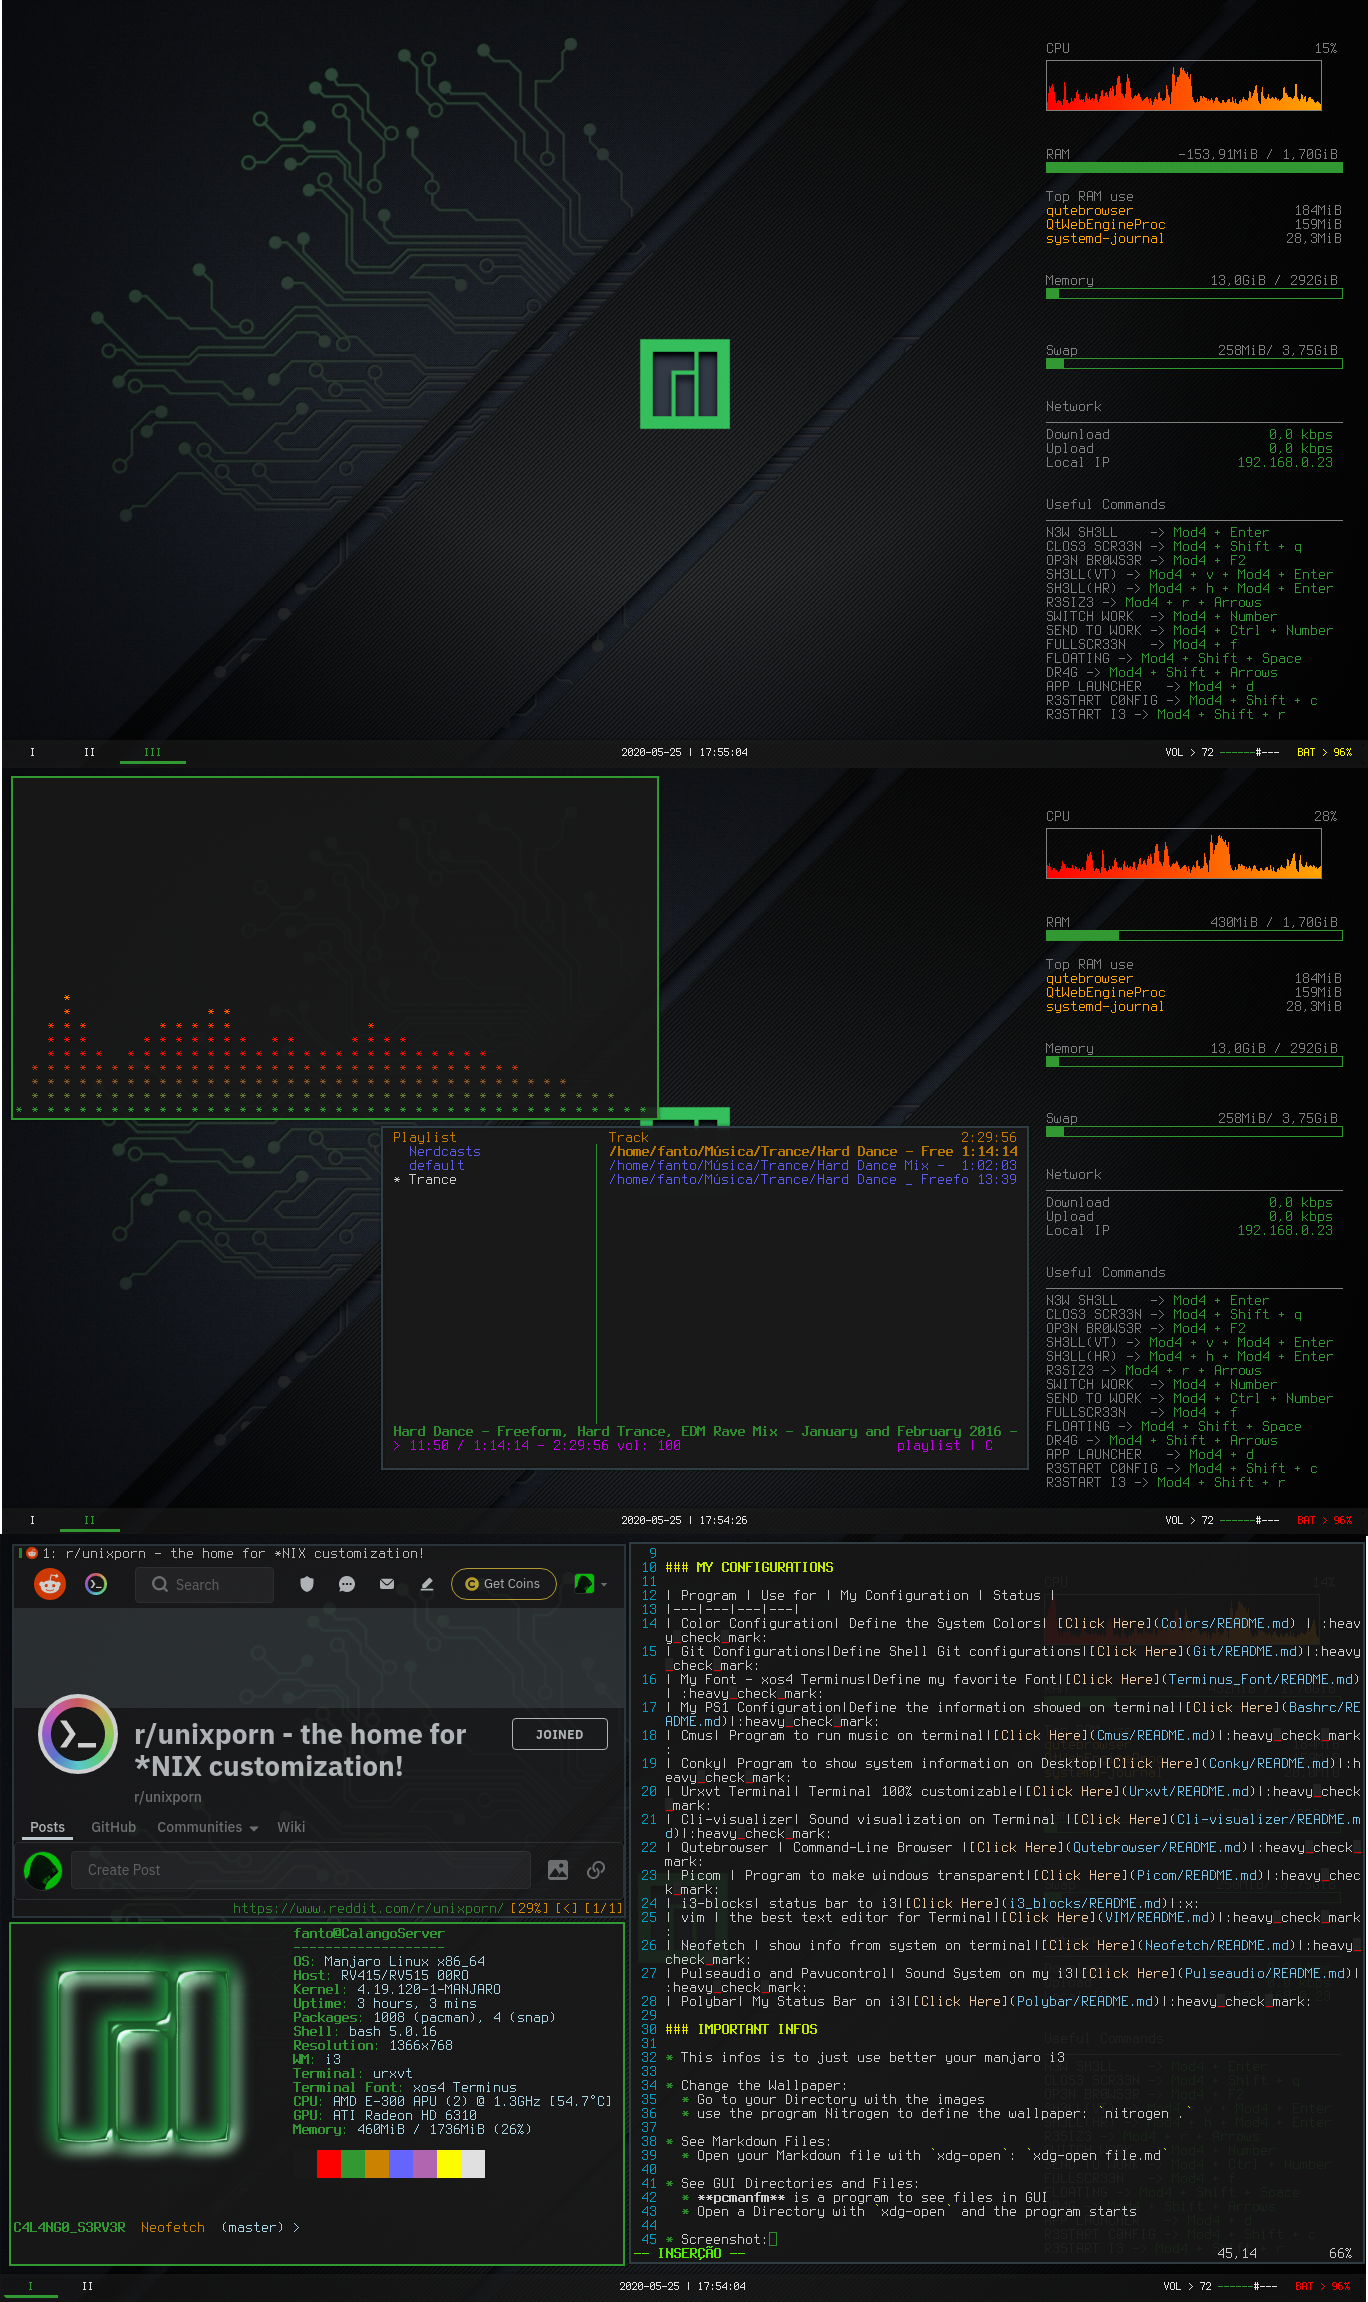 CPU 15%
RAM -153,91MiB / 1,70GiB
Top RAM use
qutebrowser 184MiB
QtWebEngineProc 159MiB
systemd-journal 28,3MiB
Memory 13,0GiB / 292GiB
Swap 258MiB/ 3,75GiB
Network
Download 0,0 kbps
Upload 0,0 kbps
Local IP 192.168.0.23
Useful Commands
N3W SH3LL -> Mod4 + Enter
CLOS3 SCR33N -> Mod4 + Shift + q
OP3N BR0WS3R -> Mod4 + F2
SH3LL(VT) -> Mod4 + v + Mod4 + Enter
SH3LL(HR) -> Mod4 + h + Mod4 + Enter
R3SIZ3 -> Mod4 + r + Arrows
SWITCH WORK -> Mod4 + Number
SEND TO WORK -> Mod4 + Ctrl + Number
FULLSCR33N -> Mod4 + f
FLOATING -> Mod4 + Shift + Space
DR4G -> Mod4 + Shift + Arrows
APP LAUNCHER -> Mod4 + d
R3START C0NFIG -> Mod4 + Shift + c
R3START I3 -> Mod4 + Shift + r
I II III 2020-05-25 | 17:55:04 VOL > 72 ------#--- BAT > 96%
CPU 28%
RAM 430MiB / 1,70GiB
Top RAM use
qutebrowser 184MiB
QtWebEngineProc 159MiB
systemd-journal 28,3MiB
Memory 13,0GiB / 292GiB
Swap 258MiB/ 3,75GiB
Network
Download 0,0 kbps
Upload 0,0 kbps
Local IP 192.168.0.23
Useful Commands
N3W SH3LL -> Mod4 + Enter
CLOS3 SCR33N -> Mod4 + Shift + q
OP3N BR0WS3R -> Mod4 + F2
SH3LL(VT) -> Mod4 + v + Mod4 + Enter
SH3LL(HR) -> Mod4 + h + Mod4 + Enter
R3SIZ3 -> Mod4 + r + Arrows
SWITCH WORK -> Mod4 + Number
SEND TO WORK -> Mod4 + Ctrl + Number
FULLSCR33N -> Mod4 + f
FLOATING -> Mod4 + Shift + Space
DR4G -> Mod4 + Shift + Arrows
APP LAUNCHER -> Mod4 + d
R3START C0NFIG -> Mod4 + Shift + c
R3START I3 -> Mod4 + Shift + r
Playlist Track 2:29:56
Nerdcasts /home/fanto/Música/Trance/Hard Dance - Free 1:14:14
default /home/fanto/Música/Trance/Hard Dance Mix - 1:02:03
* Trance /home/fanto/Música/Trance/Hard Dance _ Freefo 13:39
Hard Dance - Freeform, Hard Trance, EDM Rave Mix - January and February 2016 -
> 11:50 / 1:14:14 - 2:29:56 vol: 100 playlist | C
I II 2020-05-25 | 17:54:26 VOL > 72 ------#--- BAT > 96%
1: r/unixporn - the home for *NIX customization!
Search Get Coins
r/unixporn - the home for
*NIX customization!
JOINED
r/unixporn
Posts GitHub Communities Wiki
Create Post
https://www.reddit.com/r/unixporn/ [29%] [<] [1/1]
fanto@CalangoServer
-------------------
OS: Manjaro Linux x86_64
Host: RV415/RV515 00RO
Kernel: 4.19.120-1-MANJARO
Uptime: 3 hours, 3 mins
Packages: 1008 (pacman), 4 (snap)
Shell: bash 5.0.16
Resolution: 1366x768
WM: i3
Terminal: urxvt
Terminal Font: xos4 Terminus
CPU: AMD E-300 APU (2) @ 1.3GHz [54.7°C]
GPU: ATI Radeon HD 6310
Memory: 460MiB / 1736MiB (26%)
C4L4NG0_S3RV3R Neofetch (master) >
9
10 ### MY CONFIGURATIONS
11
12 | Program | Use for | My Configuration | Status |
13 |---|---|---|---|
14 | Color Configuration| Define the System Colors| [Click Here](Colors/README.md) | :heav
y_check_mark:
15 | Git Configurations|Define Shell Git configurations|[Click Here](Git/README.md)|:heavy
_check_mark:
16 | My Font - xos4 Terminus|Define my favorite Font|[Click Here](Terminus_Font/README.md)
| :heavy_check_mark:
17 | My PS1 Configuration|Define the information showed on terminal|[Click Here](Bashrc/RE
ADME.md)|:heavy_check_mark:
18 | Cmus| Program to run music on terminal|[Click Here](Cmus/README.md)|:heavy_check_mark
:
19 | Conky| Program to show system information on Desktop|[Click Here](Conky/README.md)|:h
eavy_check_mark:
20 | Urxvt Terminal| Terminal 100% customizable|[Click Here](Urxvt/README.md)|:heavy_chec
k_mark:
21 | Cli-visualizer| Sound visualization on Terminal |[Click Here](Cli-visualizer/README.m
d)|:heavy_check_mark:
22 | Qutebrowser | Command-Line Browser |[Click Here](Qutebrowser/README.md)|:heavy_check_
mark:
23 | Picom | Program to make windows transparent|[Click Here](Picom/README.md)|:heavy_chec
k_mark:
24 | i3-blocks| status bar to i3|[Click Here](i3_blocks/README.md)|:x:
25 | vim | the best text editor for Terminal|[Click Here](VIM/README.md)|:heavy_check_mark
:
26 | Neofetch | show info from system on terminal|[Click Here](Neofetch/README.md)|:heavy_
check_mark:
27 | Pulseaudio and Pavucontrol| Sound System on my i3|[Click Here](Pulseaudio/README.md)|
:heavy_check_mark:
28 | Polybar| My Status Bar on i3|[Click Here](Polybar/README.md)|:heavy_check_mark:
29
30 ### IMPORTANT INFOS
31
32 * This infos is to just use better your manjaro i3
33
34 * Change the Wallpaper:
35 * Go to your Directory with the images
36 * use the program Nitrogen to define the wallpaper: `nitrogen .`
37
38 * See Markdown Files:
39 * Open your Markdown file with `xdg-open`: `xdg-open file.md`
40
41 * See GUI Directories and Files:
42 * **pcmanfm** is a program to see files in GUI
43 * Open a Directory with `xdg-open` and the program starts
44
45 * Screenshot:
-- INSERÇÃO -- 45,14 66%
I II 2020-05-25 | 17:54:04 VOL > 72 ------#--- BAT > 96%